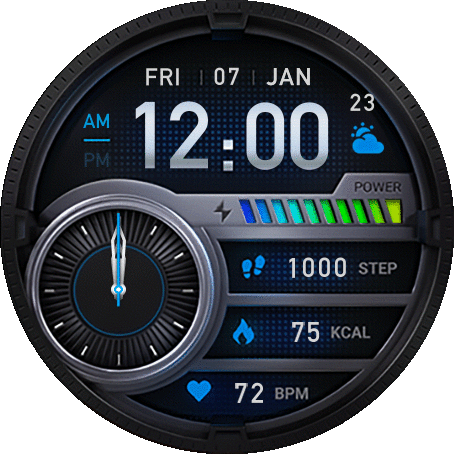 FRI | 07 | JAN
23
AM
12:00
PM
POWER
1000 STEP
75 KCAL
72 BPM